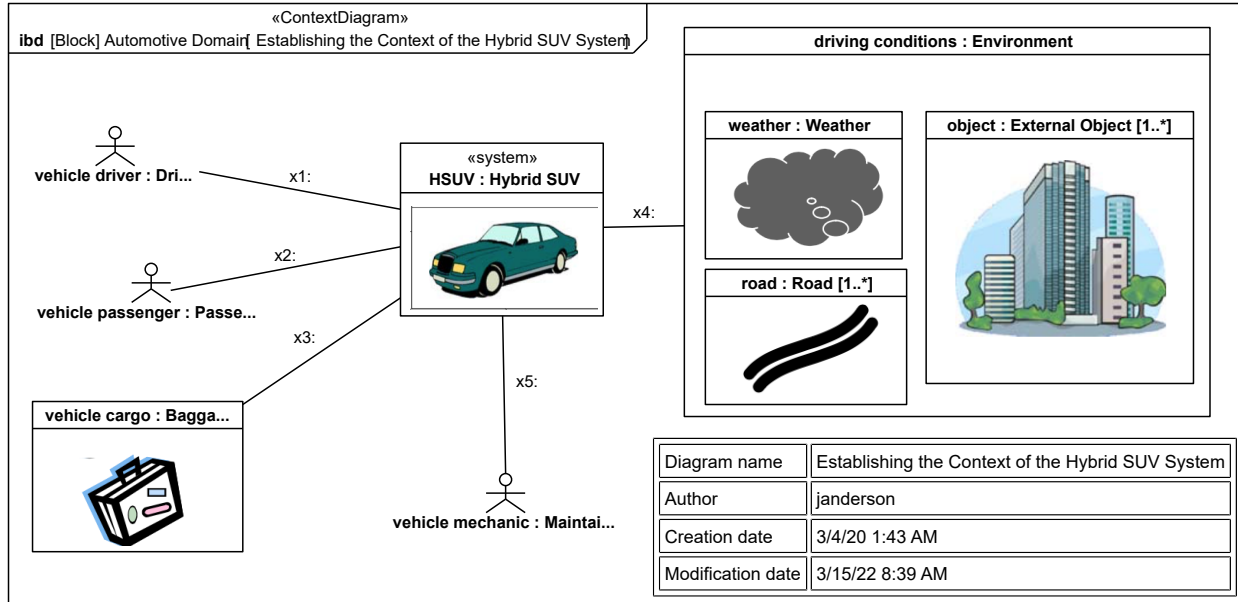 «ContextDiagram»
ibd [Block] Automotive Domain[ Establishing the Context of the Hybrid SUV System]
driving conditions : Environment
weather : Weather
object : External Object [1..*]
vehicle driver : Dri...
x1:
«system»
HSUV : Hybrid SUV
x4:
x2:
vehicle passenger : Passe...
road : Road [1..*]
x3:
x5:
vehicle cargo : Bagga...
vehicle mechanic : Maintai...
Diagram name Establishing the Context of the Hybrid SUV System
Author janderson
Creation date 3/4/20 1:43 AM
Modification date 3/15/22 8:39 AM